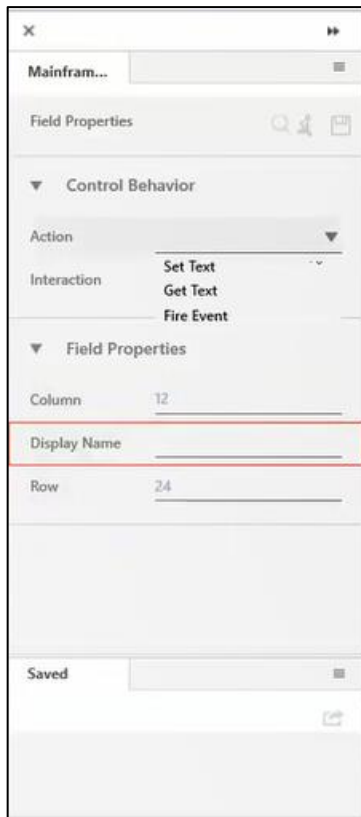 Mainfram...
Field Properties
Control Behavior
Action
Set Text
Interaction
Get Text
Fire Event
Field Properties
Column 12
Display Name
Row 24
Saved